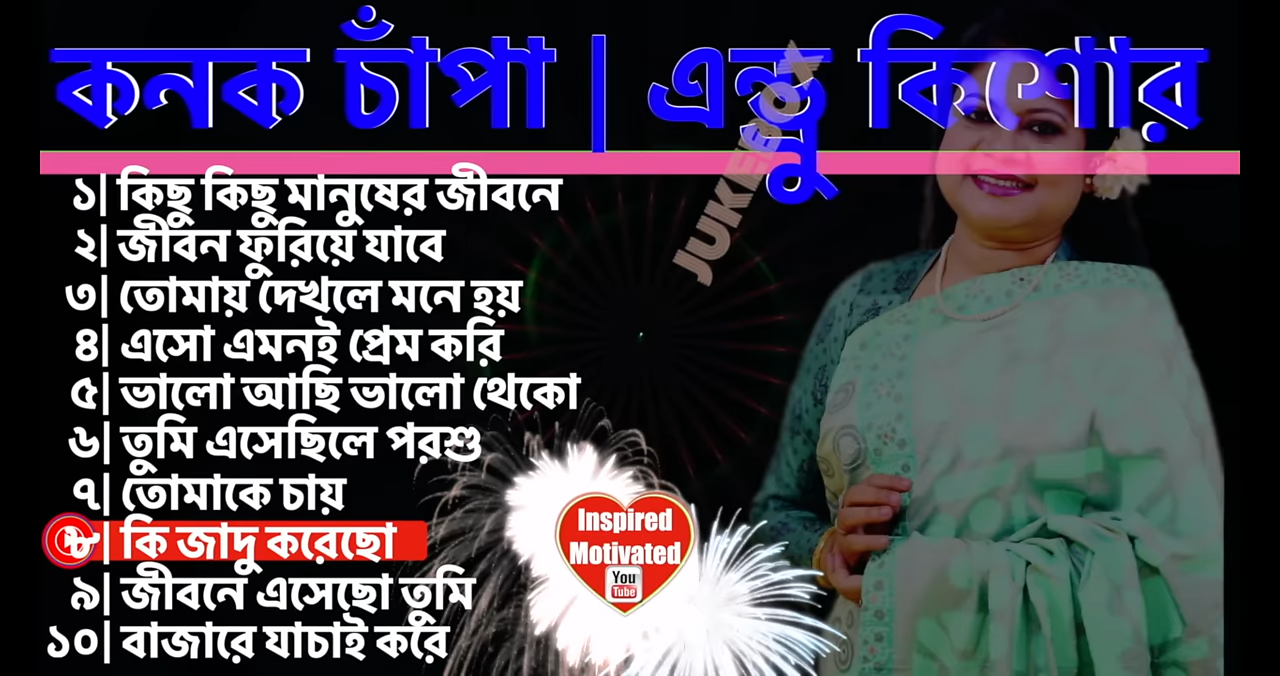 কনক চাঁপা | এন্ড্রু কিশোর
JUKEBOX
১| কিছু কিছু মানুষের জীবনে
২| জীবন ফুরিয়ে যাবে
৩| তোমায় দেখলে মনে হয়
৪| এসো এমনই প্রেম করি
৫| ভালো আছি ভালো থেকো
৬| তুমি এসেছিলে পরশু
৭| তোমাকে চায়
৮| কি জাদু করেছো
৯| জীবনে এসেছো তুমি
১০| বাজারে যাচাই করে
Inspired
Motivated
You
Tube